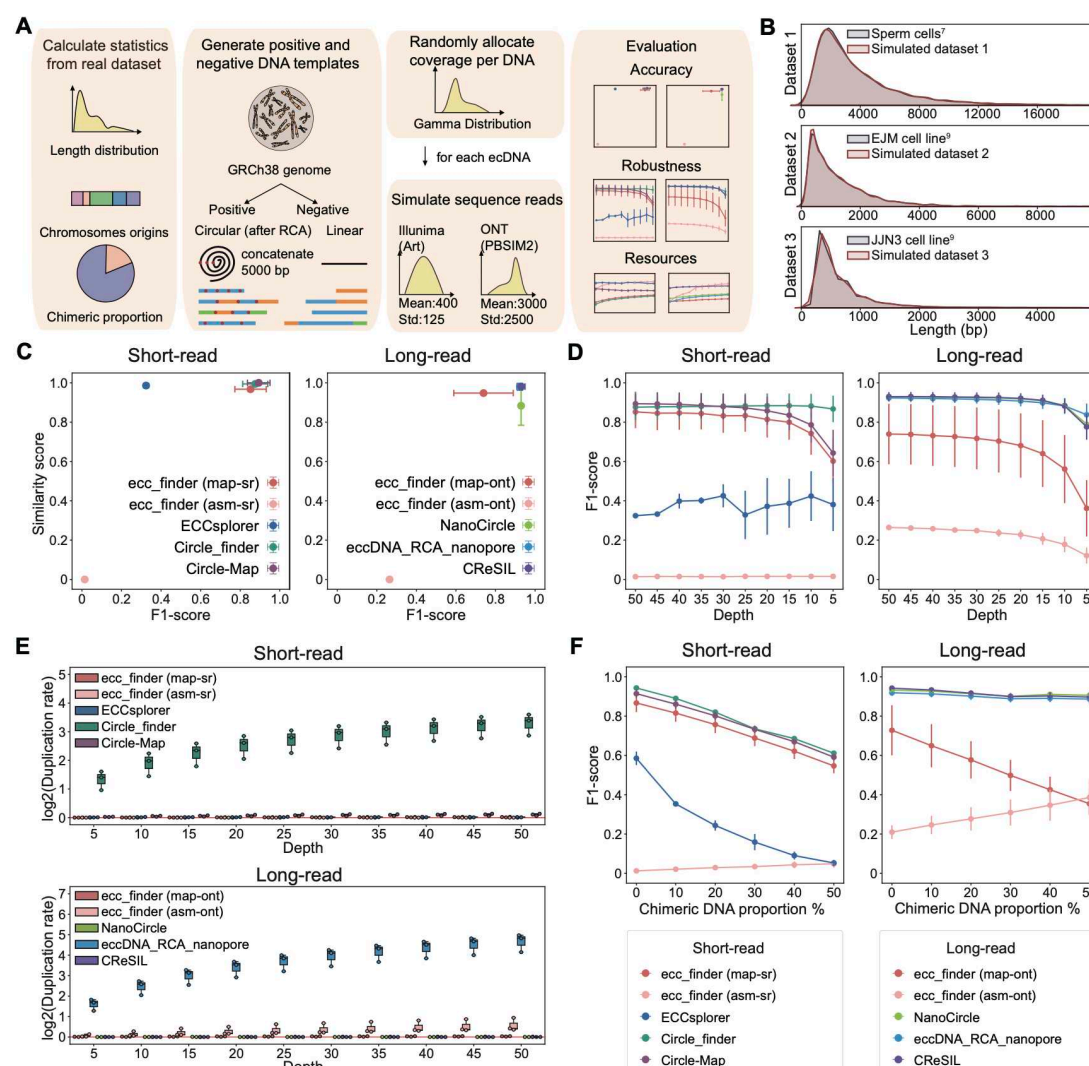 A
Calculate statistics
from real dataset
Length distribution
Chromosomes origins
Chimeric proportion
Generate positive and
negative DNA templates
GRCh38 genome
Positive
Negative
Circular (after RCA)
Linear
concatenate
5000 bp
Randomly allocate
coverage per DNA
Gamma Distribution
for each ecDNA
Simulate sequence reads
Illunima
(Art)
ONT
(PBSIM2)
Mean:400
Std:125
Mean:3000
Std:2500
Evaluation
Accuracy
Robustness
Resources
B
Dataset 1
Sperm cells⁷
Simulated dataset 1
0 4000 8000 12000 16000
Dataset 2
EJM cell line⁹
Simulated dataset 2
0 2000 4000 6000 8000
Dataset 3
JJN3 cell line⁹
Simulated dataset 3
0 1000 2000 3000 4000
Length (bp)
C
Short-read
Long-read
Similarity score
1.0
0.8
0.6
0.4
0.2
0
ecc_finder (map-sr)
ecc_finder (asm-sr)
ECCsplorer
Circle_finder
Circle-Map
0 0.2 0.4 0.6 0.8 1.0
F1-score
ecc_finder (map-ont)
ecc_finder (asm-ont)
NanoCircle
eccDNA_RCA_nanopore
CReSIL
0 0.2 0.4 0.6 0.8 1.0
F1-score
D
Short-read
Long-read
F1-score
1.0
0.8
0.6
0.4
0.2
0
50 45 40 35 30 25 20 15 10 5
Depth
1.0
0.8
0.6
0.4
0.2
0
50 45 40 35 30 25 20 15 10 5
Depth
E
Short-read
log2(Duplication rate)
5
4
3
2
1
0
ecc_finder (map-sr)
ecc_finder (asm-sr)
ECCsplorer
Circle_finder
Circle-Map
5 10 15 20 25 30 35 40 45 50
Depth
Long-read
log2(Duplication rate)
7
6
5
4
3
2
1
0
ecc_finder (map-ont)
ecc_finder (asm-ont)
NanoCircle
eccDNA_RCA_nanopore
CReSIL
5 10 15 20 25 30 35 40 45 50
Depth
F
Short-read
Long-read
F1-score
1.0
0.8
0.6
0.4
0.2
0
0 10 20 30 40 50
Chimeric DNA proportion %
1.0
0.8
0.6
0.4
0.2
0 10 20 30 40 50
Chimeric DNA proportion %
Short-read
ecc_finder (map-sr)
ecc_finder (asm-sr)
ECCsplorer
Circle_finder
Circle-Map
Long-read
ecc_finder (map-ont)
ecc_finder (asm-ont)
NanoCircle
eccDNA_RCA_nanopore
CReSIL